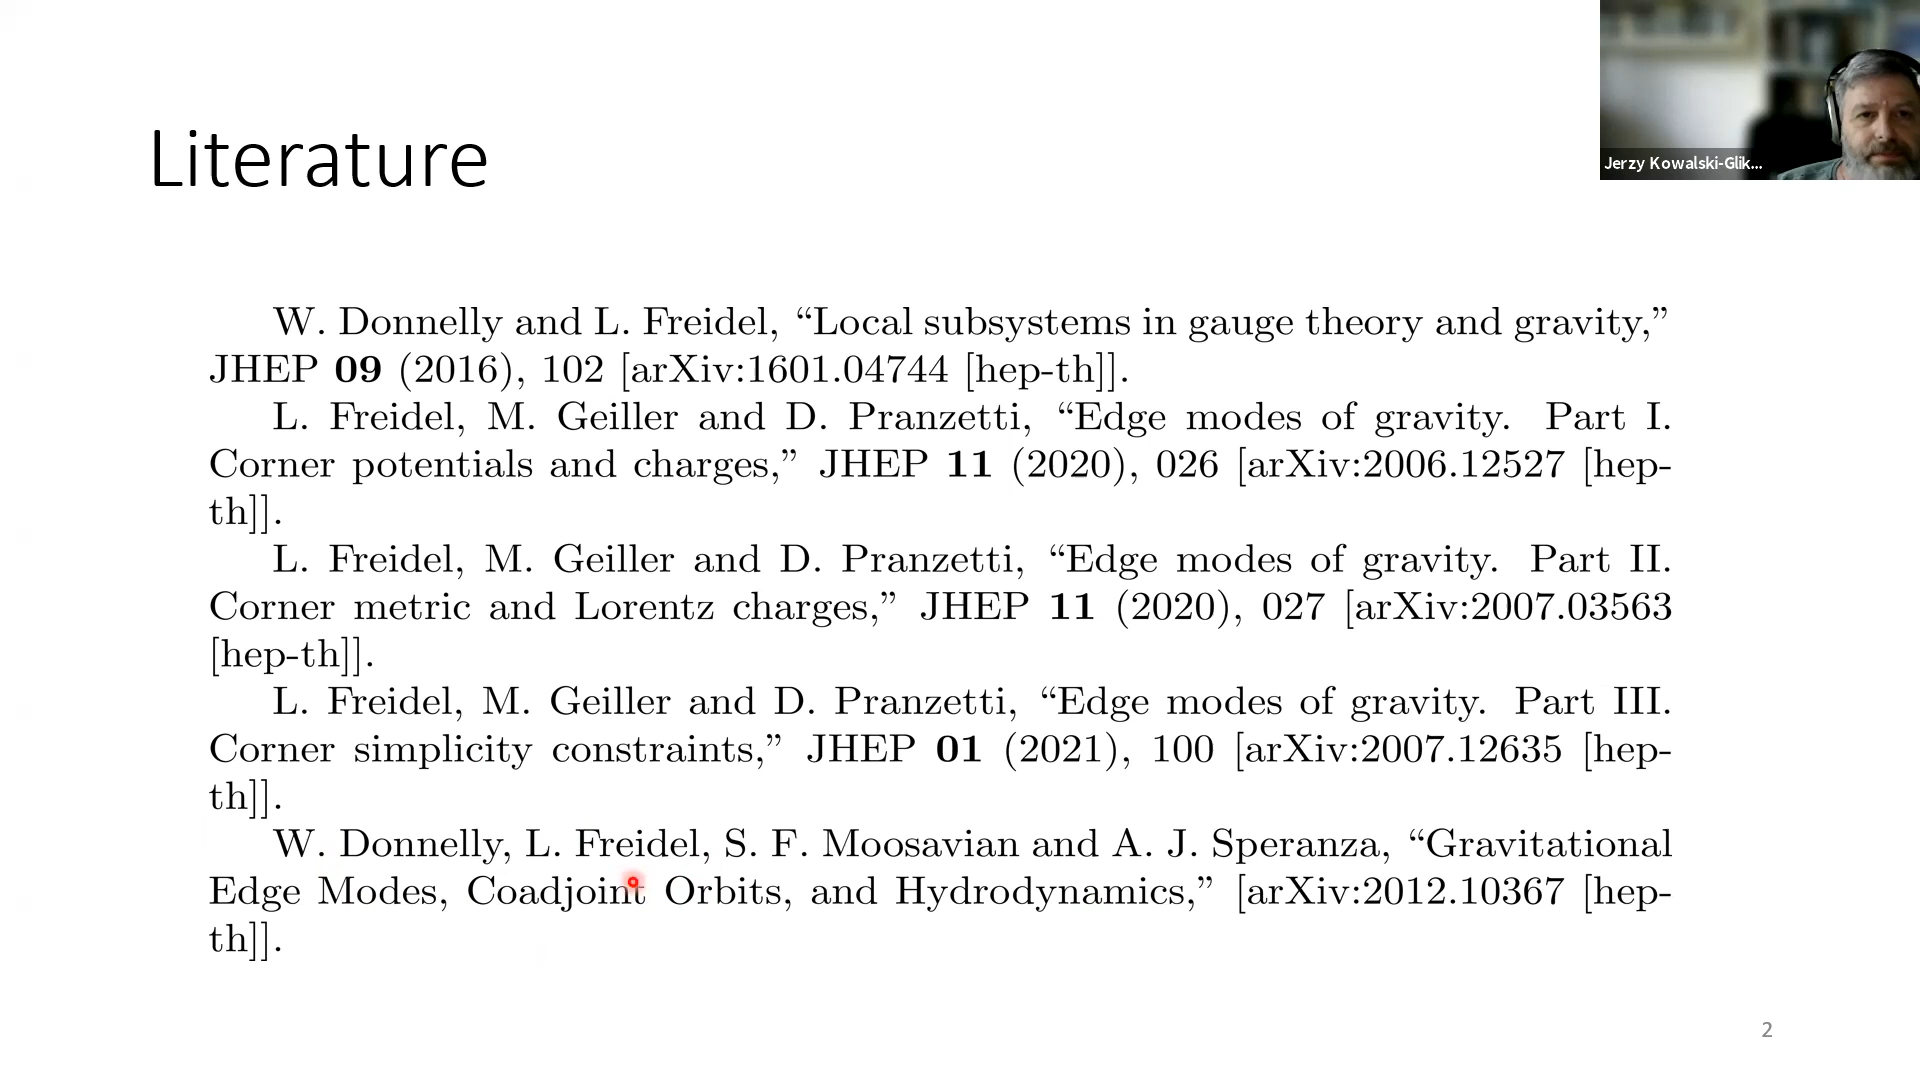 Jerzy Kowalski-Glik...
Literature
W. Donnelly and L. Freidel, “Local subsystems in gauge theory and gravity,”
JHEP 09 (2016), 102 [arXiv:1601.04744 [hep-th]].
L. Freidel, M. Geiller and D. Pranzetti, “Edge modes of gravity. Part I.
Corner potentials and charges,” JHEP 11 (2020), 026 [arXiv:2006.12527 [hep-
th]].
L. Freidel, M. Geiller and D. Pranzetti, “Edge modes of gravity. Part II.
Corner metric and Lorentz charges,” JHEP 11 (2020), 027 [arXiv:2007.03563
[hep-th]].
L. Freidel, M. Geiller and D. Pranzetti, “Edge modes of gravity. Part III.
Corner simplicity constraints,” JHEP 01 (2021), 100 [arXiv:2007.12635 [hep-
th]].
W. Donnelly, L. Freidel, S. F. Moosavian and A. J. Speranza, “Gravitational
Edge Modes, Coadjoint Orbits, and Hydrodynamics,” [arXiv:2012.10367 [hep-
th]].
2